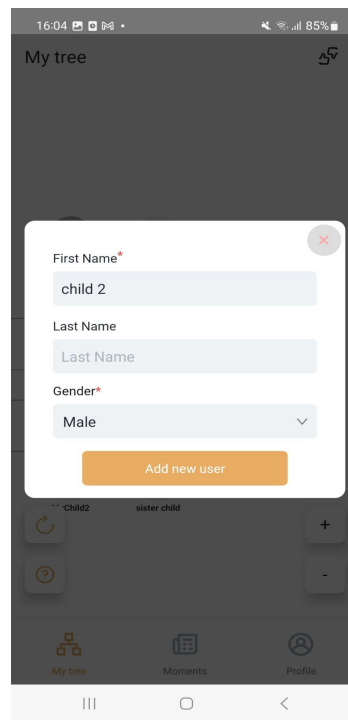 16:04 85%
My tree
First Name*
child 2
Last Name
Last Name
Gender*
Male
Add new user
Child2 sister child
+
?
-
My tree Moments Profile